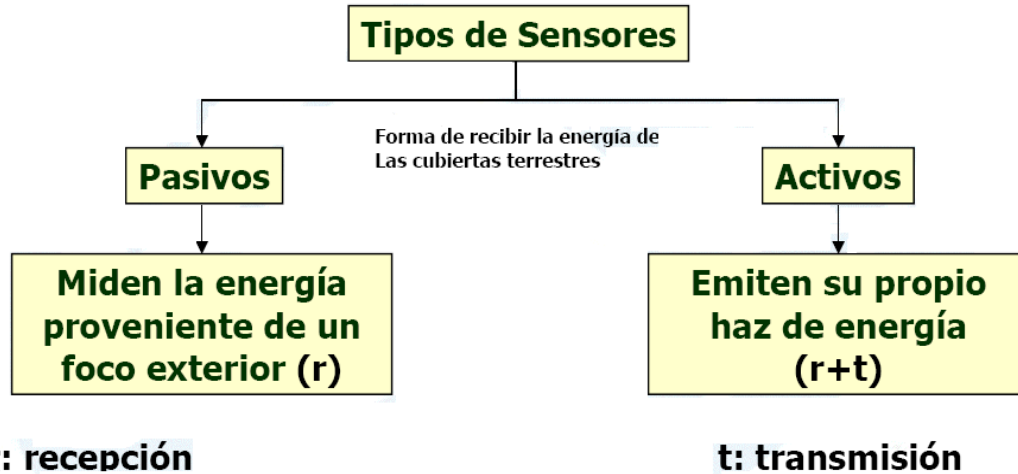 Tipos de Sensores
Forma de recibir la energía de
Las cubiertas terrestres
Pasivos
Activos
Miden la energía
proveniente de un
foco exterior (r)
Emiten su propio
haz de energía
(r+t)
: recepción
t: transmisión